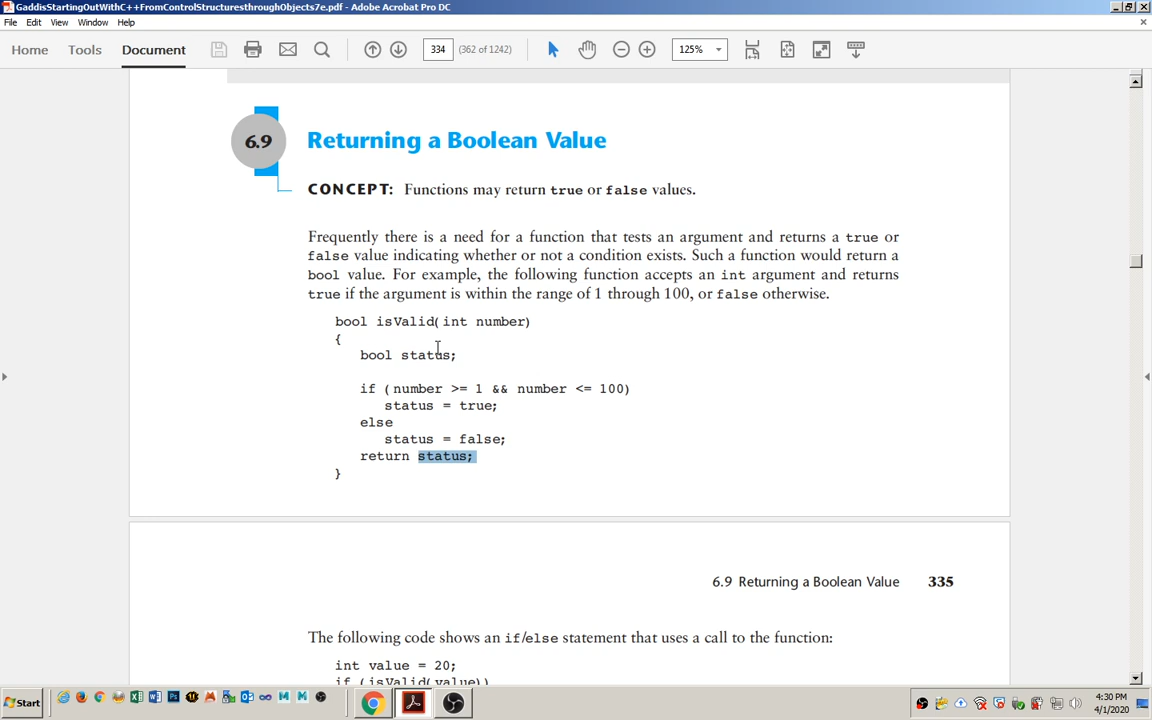 GaddisStartingOutWithC++FromControlStructuresthroughObjects7e.pdf - Adobe Acrobat Pro DC
File Edit View Window Help
Home Tools Document 334 (362 of 1242) 125%
6.9 Returning a Boolean Value
CONCEPT: Functions may return true or false values.
Frequently there is a need for a function that tests an argument and returns a true or
false value indicating whether or not a condition exists. Such a function would return a
bool value. For example, the following function accepts an int argument and returns
true if the argument is within the range of 1 through 100, or false otherwise.
bool isValid(int number)
{
bool status;
if (number >= 1 && number <= 100)
status = true;
else
status = false;
return status;
}
6.9 Returning a Boolean Value 335
The following code shows an if/else statement that uses a call to the function:
int value = 20;
if (isValid(value))
Start
4:30 PM
4/1/2020